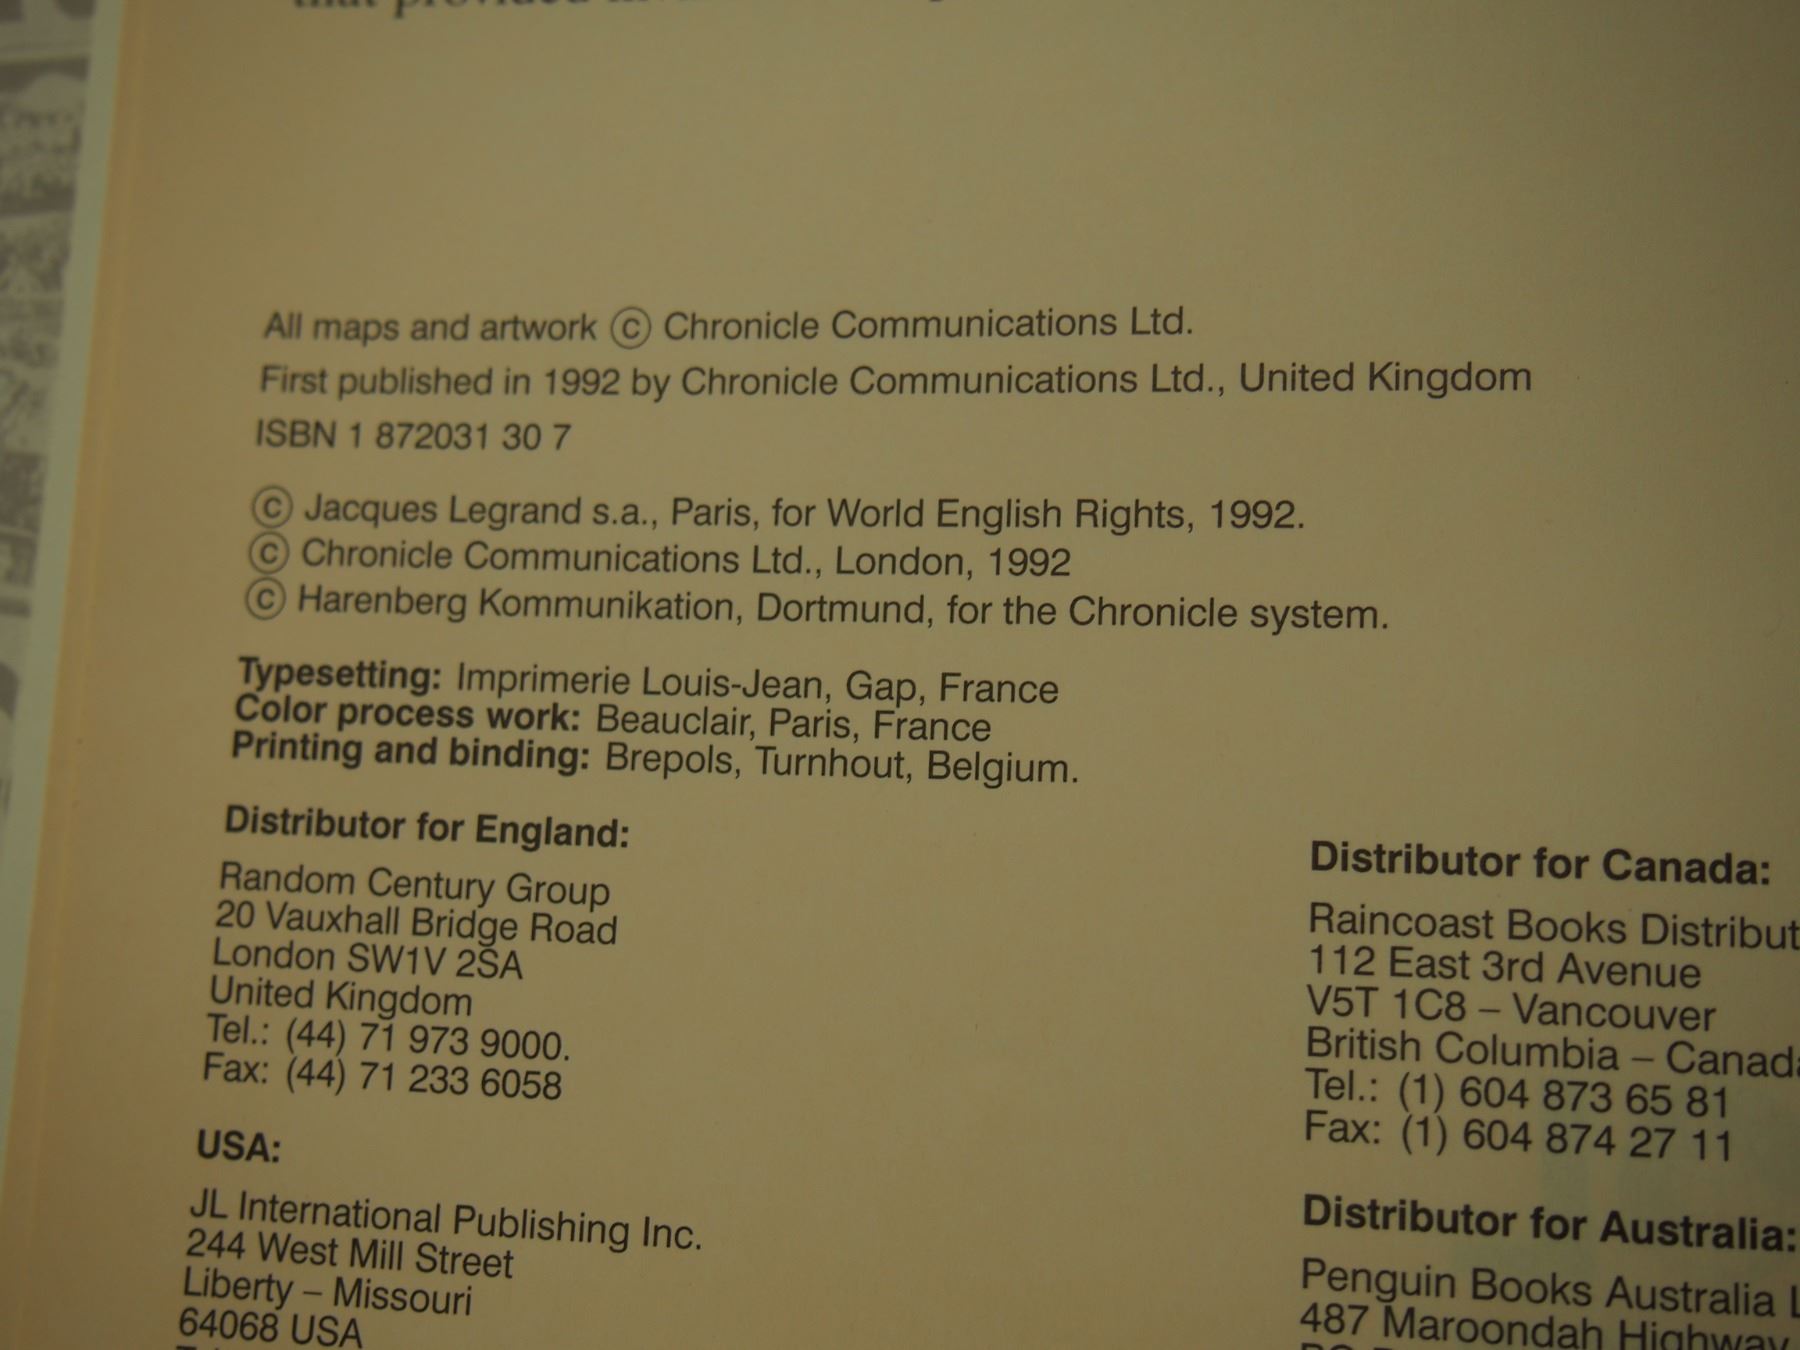 that provided
All maps and artwork © Chronicle Communications Ltd.
First published in 1992 by Chronicle Communications Ltd., United Kingdom
ISBN 1 872031 30 7
© Jacques Legrand s.a., Paris, for World English Rights, 1992.
© Chronicle Communications Ltd., London, 1992
© Harenberg Kommunikation, Dortmund, for the Chronicle system.
Typesetting: Imprimerie Louis-Jean, Gap, France
Color process work: Beauclair, Paris, France
Printing and binding: Brepols, Turnhout, Belgium.
Distributor for England:
Random Century Group
20 Vauxhall Bridge Road
London SW1V 2SA
United Kingdom
Tel.: (44) 71 973 9000.
Fax: (44) 71 233 6058
USA:
JL International Publishing Inc.
244 West Mill Street
Liberty – Missouri
64068 USA
Distributor for Canada:
Raincoast Books Distribut
112 East 3rd Avenue
V5T 1C8 – Vancouver
British Columbia – Canada
Tel.: (1) 604 873 65 81
Fax: (1) 604 874 27 11
Distributor for Australia:
Penguin Books Australia L
487 Maroondah Highway